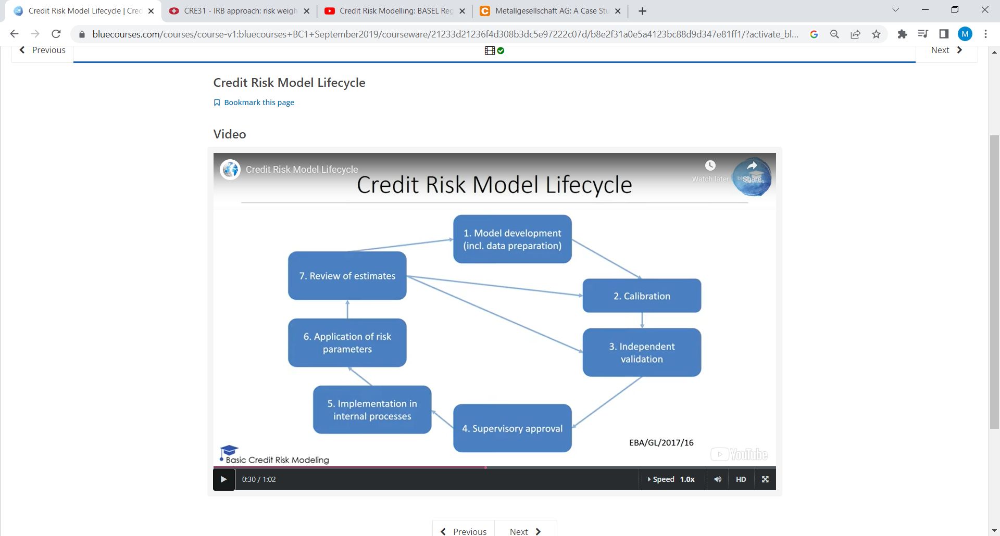 Credit Risk Model Lifecycle | Cred
CRE31 - IRB approach: risk weigh
Credit Risk Modelling: BASEL Reg
Metallgesellschaft AG: A Case Stu
bluecourses.com/courses/course-v1:bluecourses+BC1+September2019/courseware/21233d21236f4d308b3dc5e97222c07d/b8e2f31a0e5a4123bc88d9d347e81ff1/?activate_bl...
M
Previous
Next
Credit Risk Model Lifecycle
Bookmark this page
Video
Credit Risk Model Lifecycle
Watch later
Share
Credit Risk Model Lifecycle
1. Model development
(incl. data preparation)
7. Review of estimates
2. Calibration
6. Application of risk
parameters
3. Independent
validation
5. Implementation in
internal processes
4. Supervisory approval
EBA/GL/2017/16
YouTube
Basic Credit Risk Modeling
0:30 / 1:02
Speed 1.0x
HD
Previous
Next